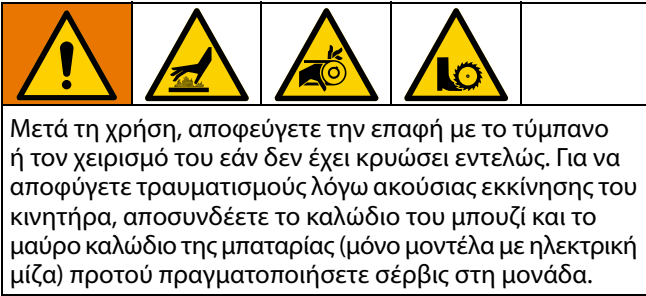 Μετά τη χρήση, αποφεύγετε την επαφή με το τύμπανο
ή τον χειρισμό του εάν δεν έχει κρυώσει εντελώς. Για να
αποφύγετε τραυματισμούς λόγω ακούσιας εκκίνησης του
κινητήρα, αποσυνδέετε το καλώδιο του μπουζί και το
μαύρο καλώδιο της μπαταρίας (μόνο μοντέλα με ηλεκτρική
μίζα) προτού πραγματοποιήσετε σέρβις στη μονάδα.